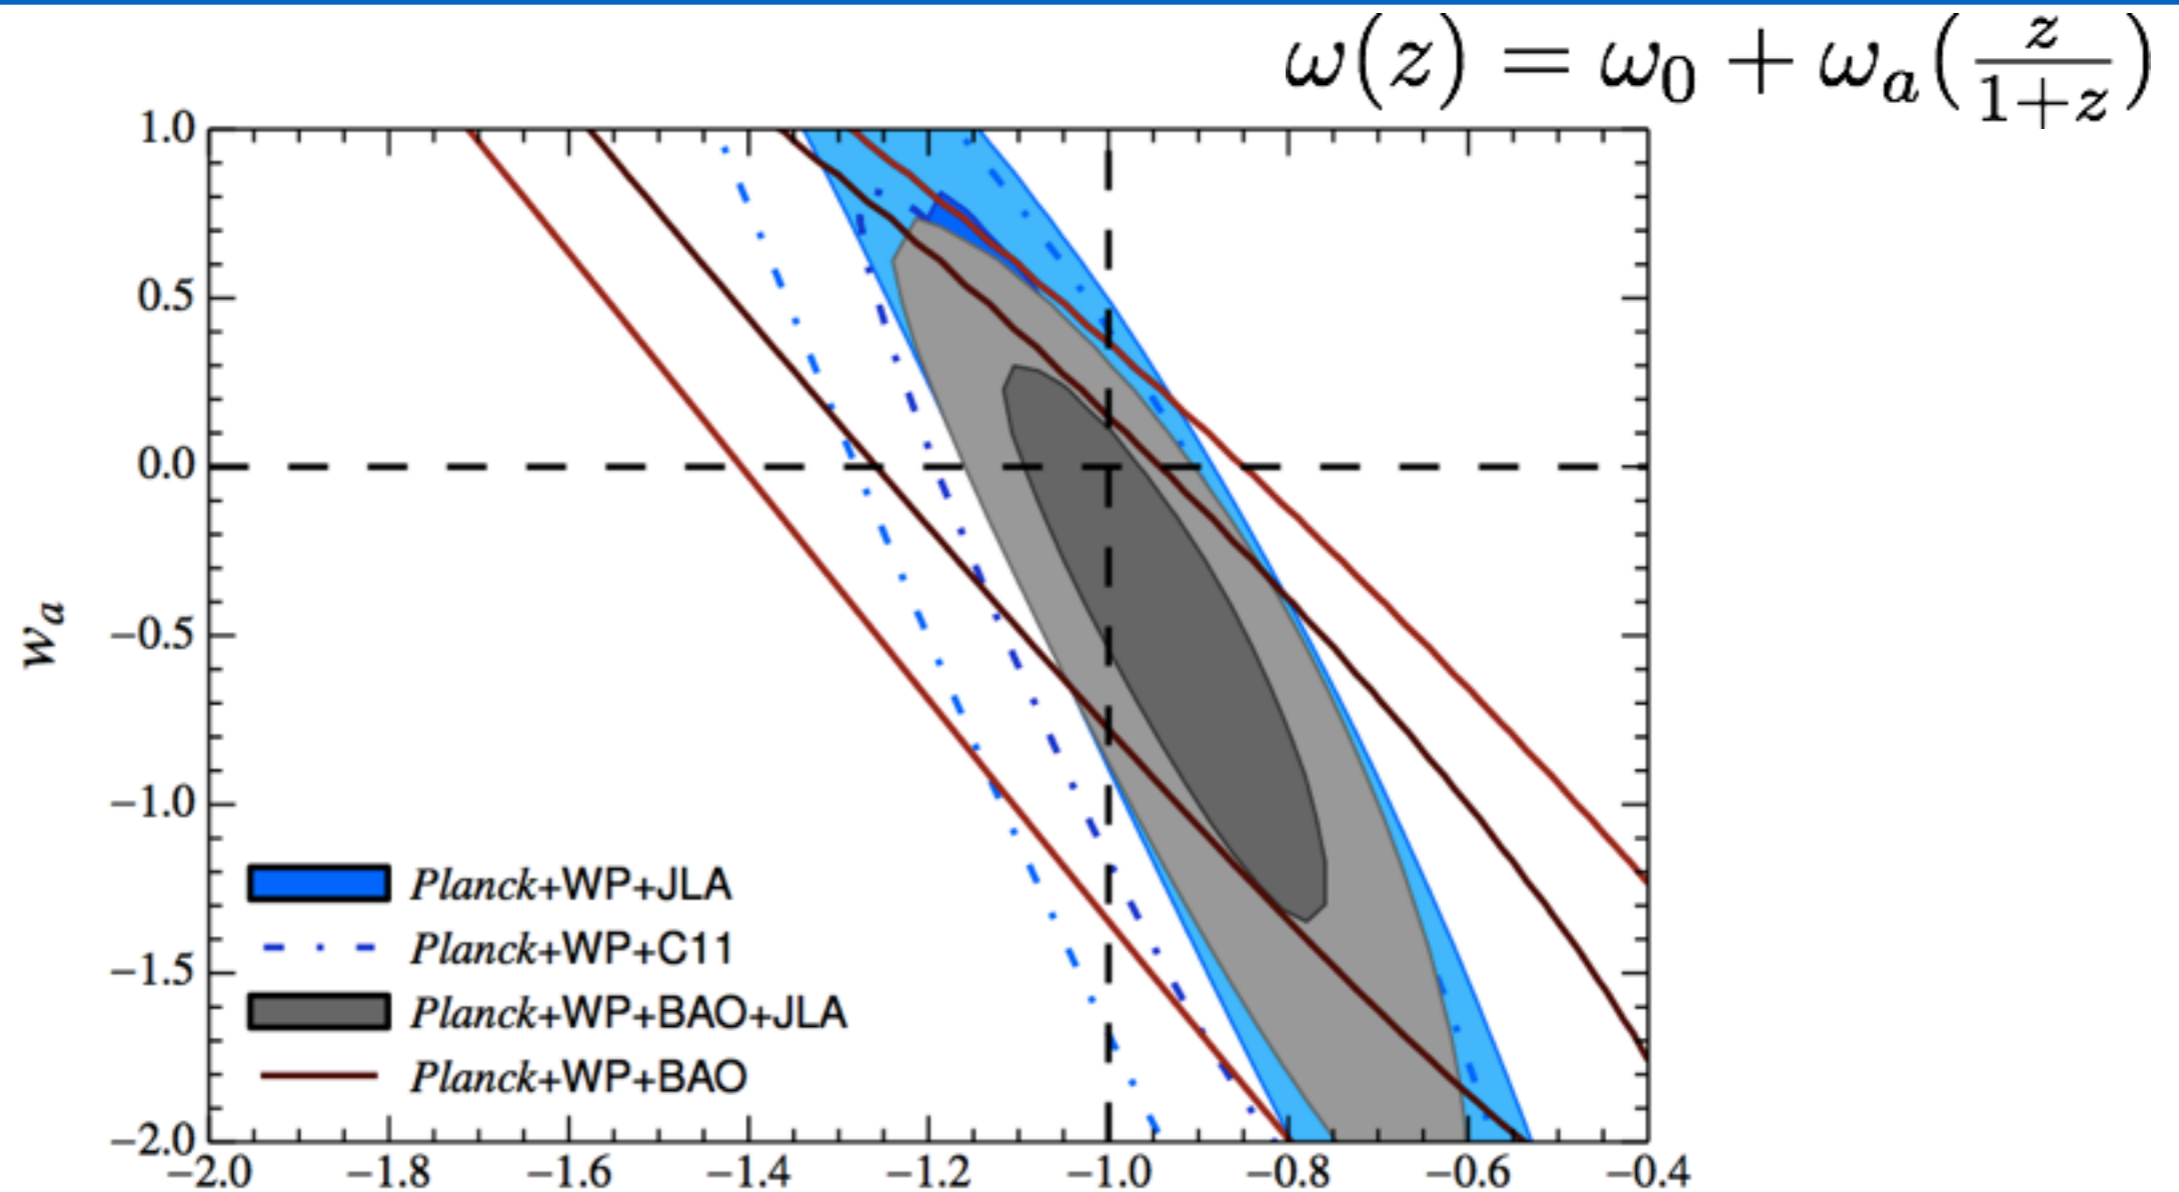 ω(z) = ω₀ + ωₐ(z/1+z)
1.0
0.5
0.0
−0.5
−1.0
−1.5
−2.0
wₐ
Planck+WP+JLA
Planck+WP+C11
Planck+WP+BAO+JLA
Planck+WP+BAO
−2.0 −1.8 −1.6 −1.4 −1.2 −1.0 −0.8 −0.6 −0.4